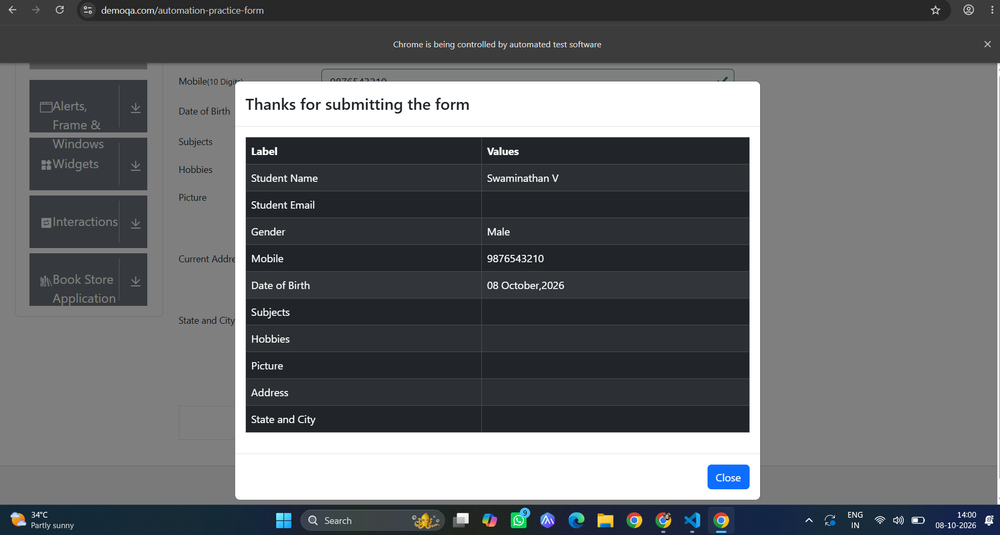 demoqa.com/automation-practice-form
Chrome is being controlled by automated test software
Mobile(10 Digits)
9876543210
Alerts,
Frame &
Windows
Widgets
Interactions
Book Store
Application
Date of Birth
Subjects
Hobbies
Picture
Current Addre
State and City
Thanks for submitting the form
Label Values
Student Name Swaminathan V
Student Email
Gender Male
Mobile 9876543210
Date of Birth 08 October,2026
Subjects
Hobbies
Picture
Address
State and City
Close
34°C
Partly sunny
Search
9
ENG
IN
14:00
08-10-2026